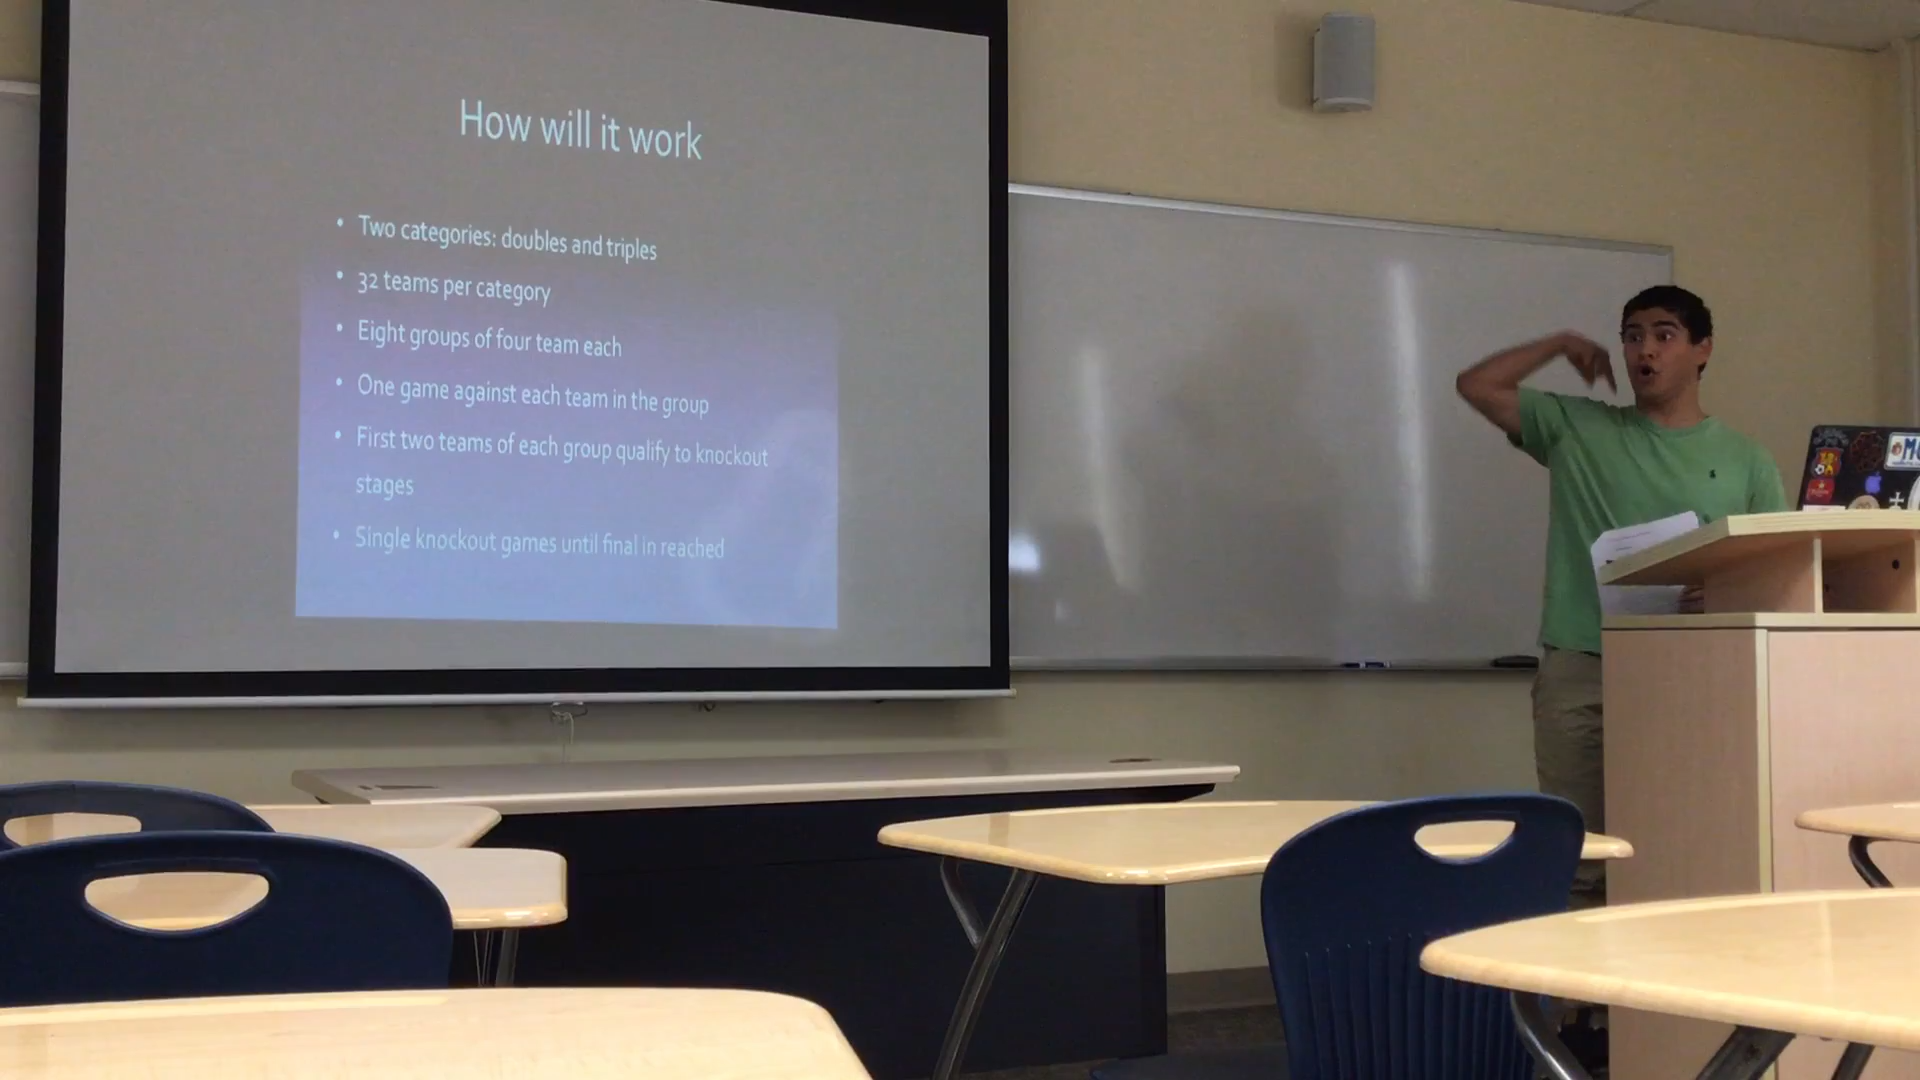 How will it work
• Two categories: doubles and triples
• 32 teams per category
• Eight groups of four team each
• One game against each team in the group
• First two teams of each group qualify to knockout
stages
• Single knockout games until final in reached